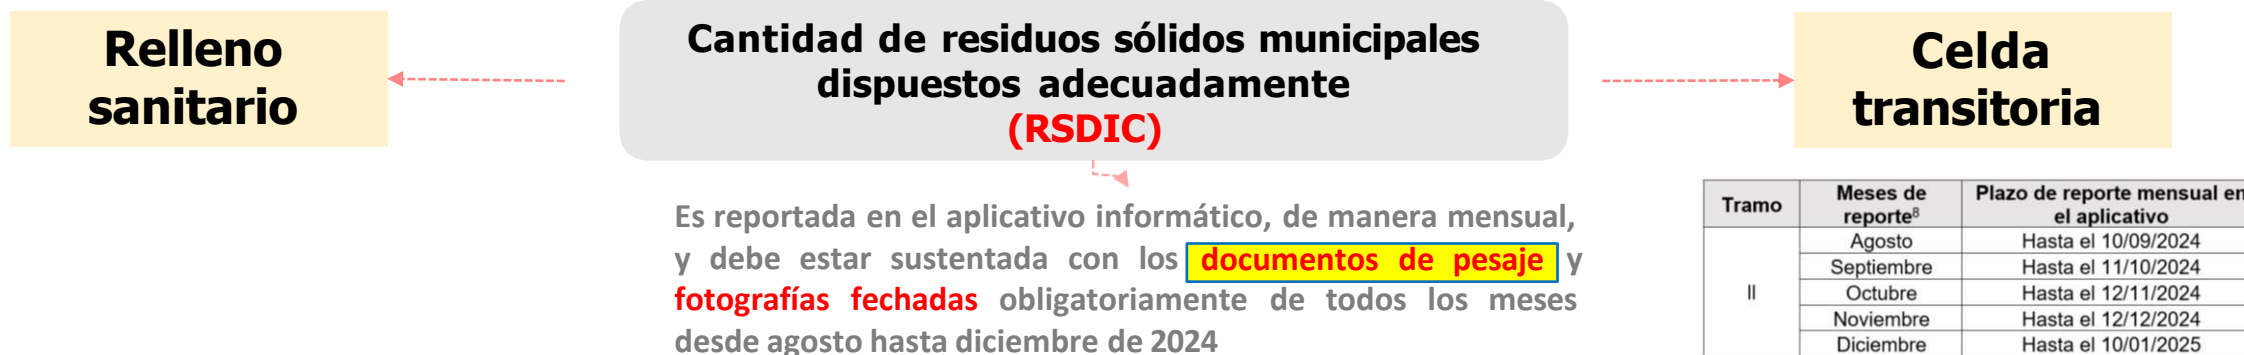 Relleno
sanitario
Cantidad de residuos sólidos municipales
dispuestos adecuadamente
(RSDIC)
Celda
transitoria
Es reportada en el aplicativo informático, de manera mensual,
y debe estar sustentada con los documentos de pesaje y
fotografías fechadas obligatoriamente de todos los meses
desde agosto hasta diciembre de 2024
Tramo Meses de reporte⁸ Plazo de reporte mensual en el aplicativo
II
Agosto Hasta el 10/09/2024
Septiembre Hasta el 11/10/2024
Octubre Hasta el 12/11/2024
Noviembre Hasta el 12/12/2024
Diciembre Hasta el 10/01/2025